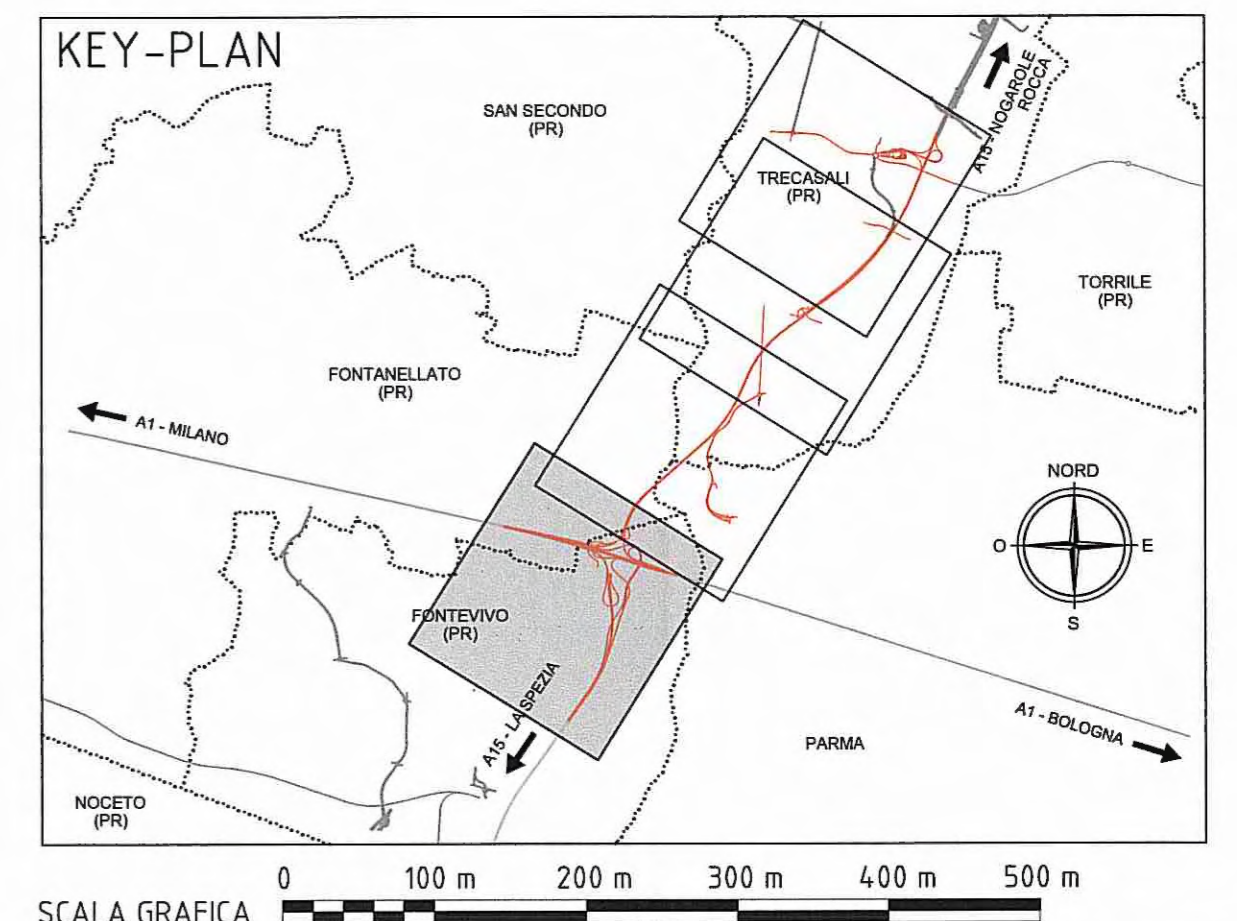 KEY-PLAN
SAN SECONDO
(PR)
A15-NOGAROLE
ROCCA
TRECASALI
(PR)
TORRILE
(PR)
FONTANELLATO
(PR)
A1 - MILANO
NORD
O
E
S
FONTEVIVO
(PR)
A15 - LA SPEZIA
A1 - BOLOGNA
PARMA
NOCETO
(PR)
0 100 m 200 m 300 m 400 m 500 m
SCALA GRAFICA